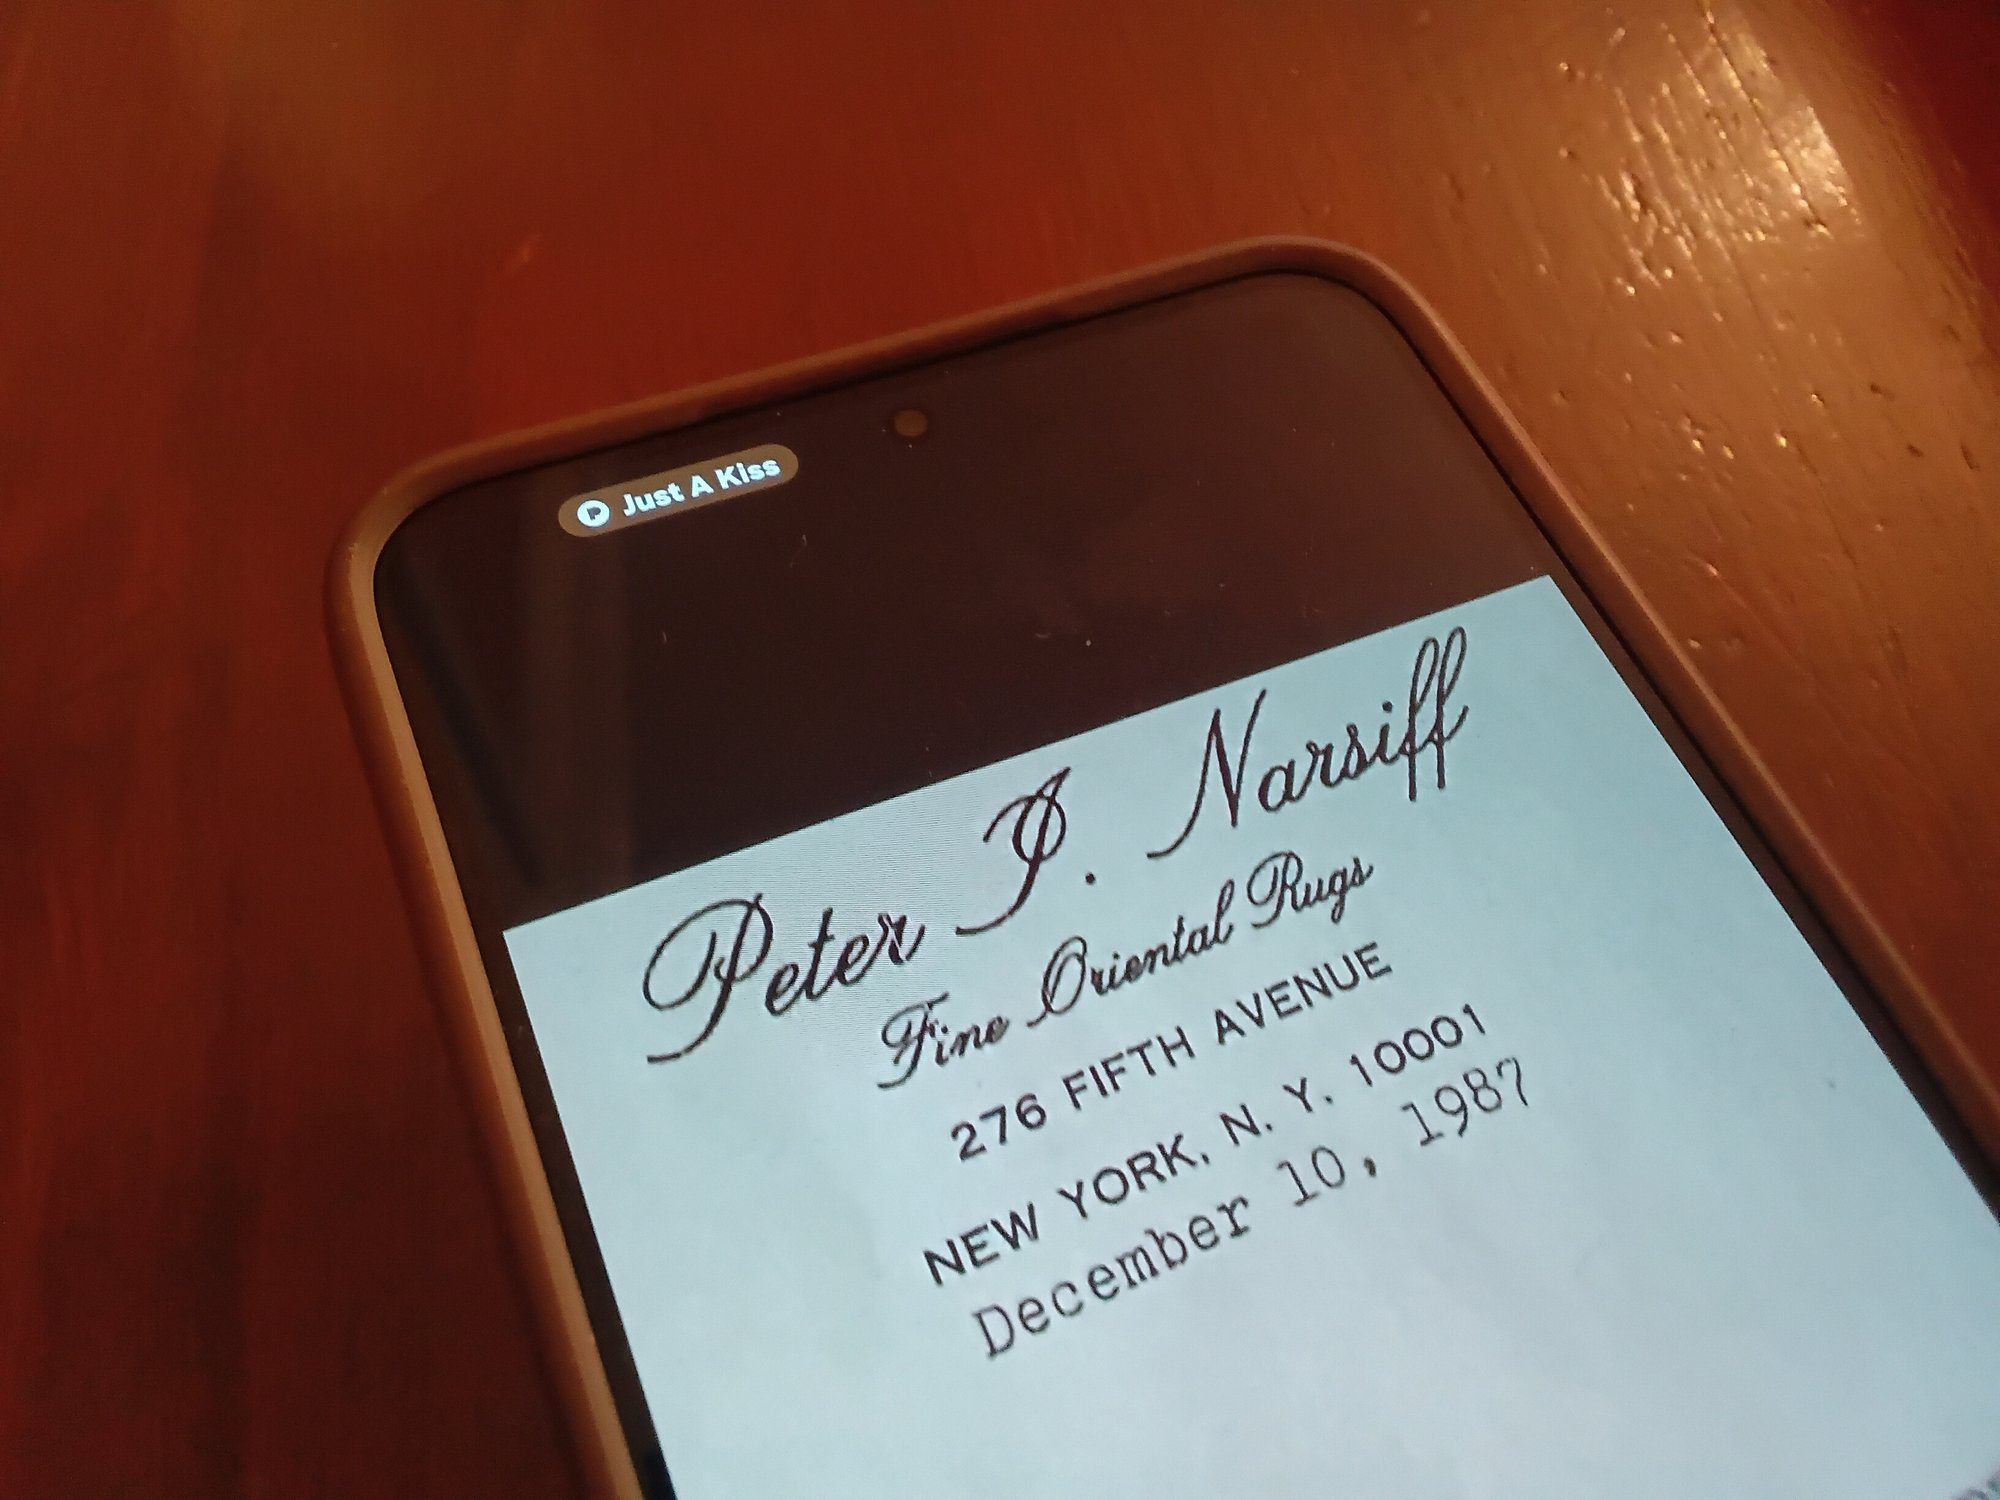 Just A Kiss
Peter J. Narsiff
Fine Oriental Rugs
276 FIFTH AVENUE
NEW YORK, N. Y. 10001
December 10, 1987